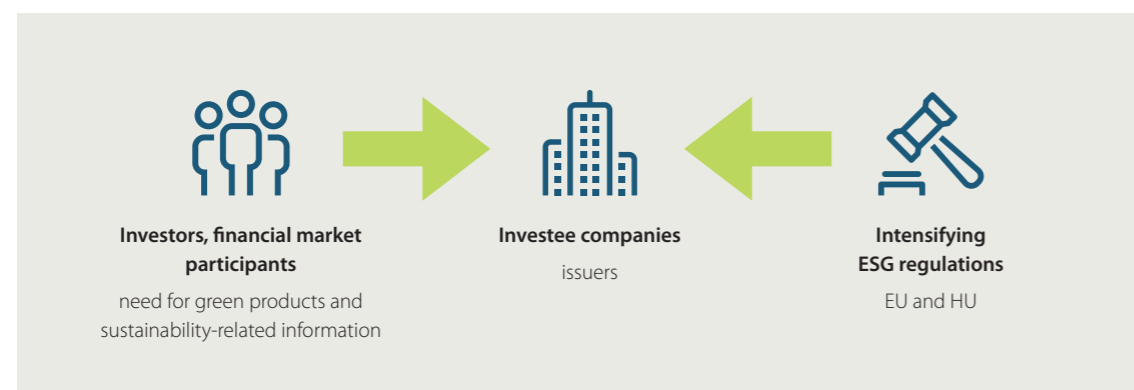 Investors, financial market
participants
need for green products and
sustainability-related information
Investee companies
issuers
Intensifying
ESG regulations
EU and HU